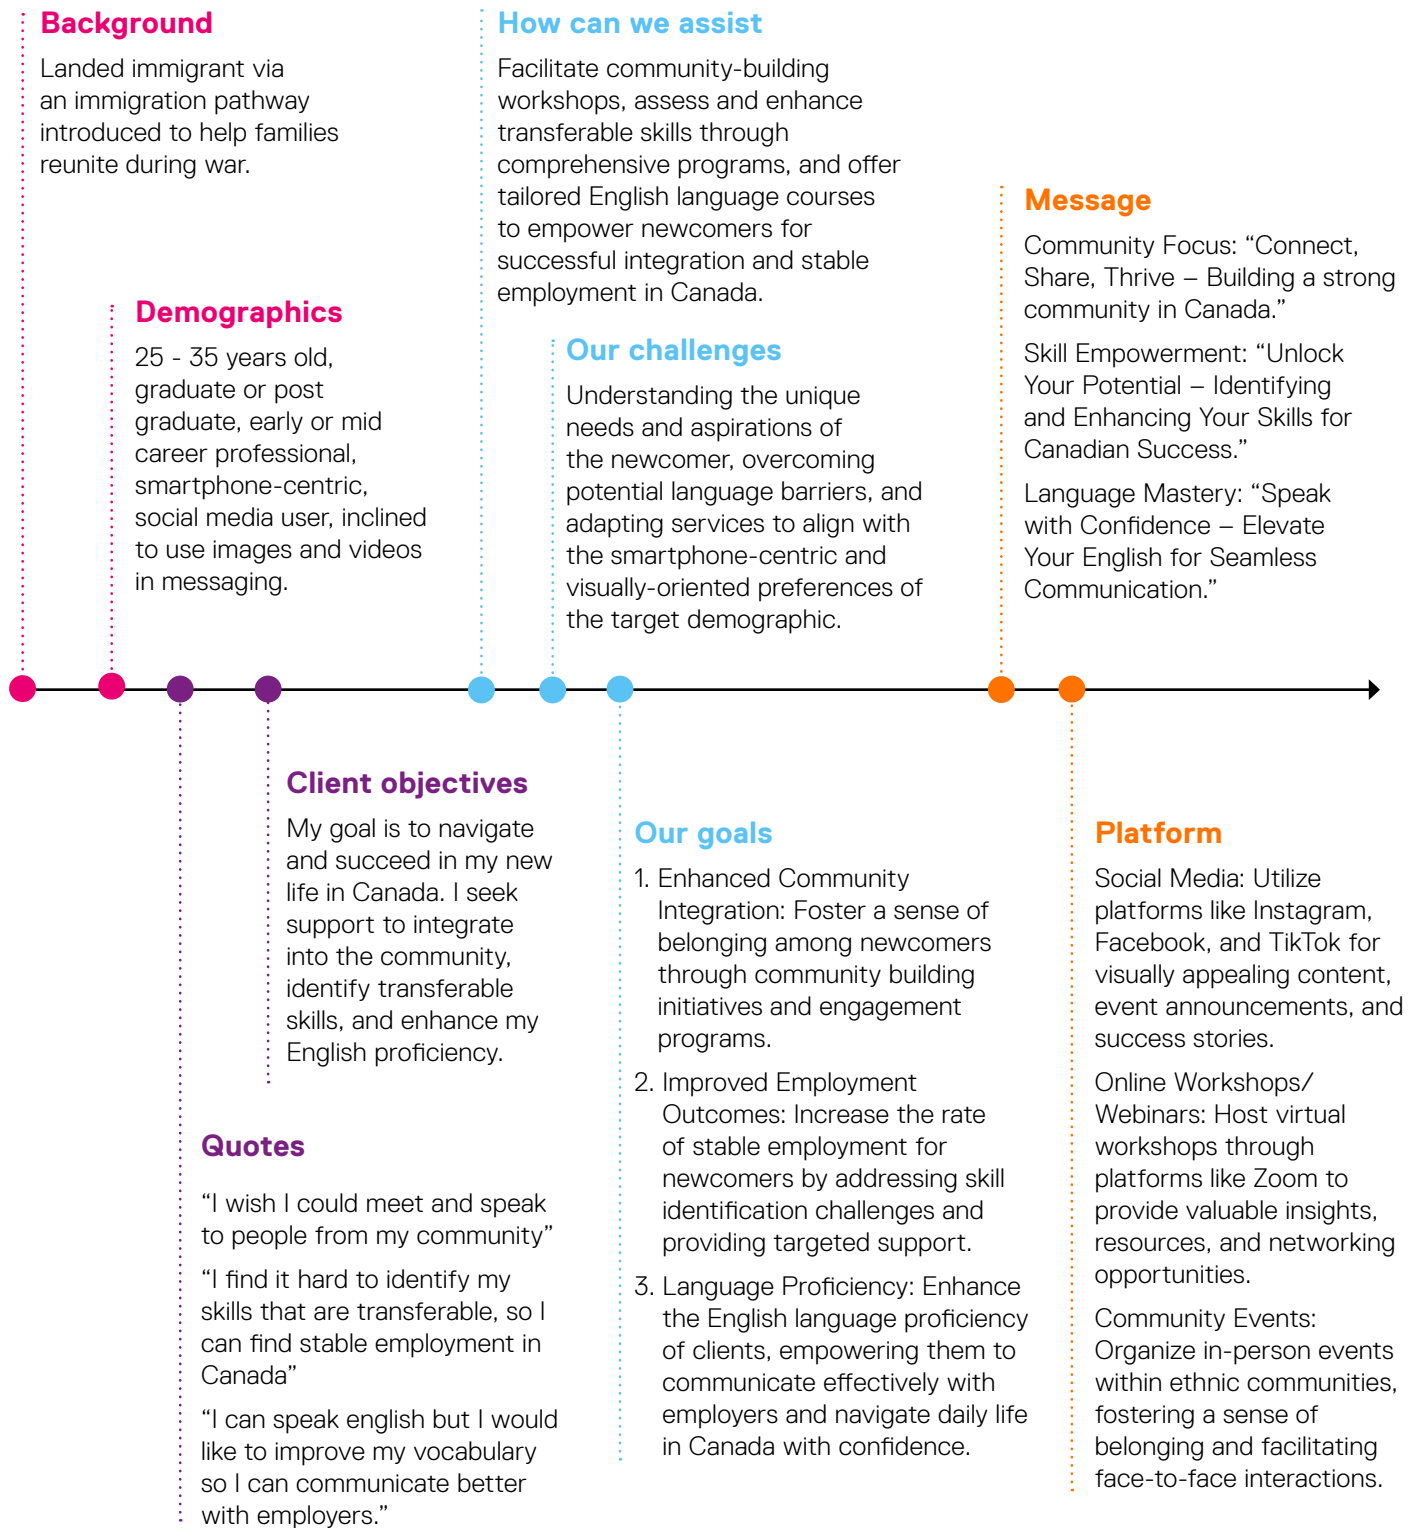 Background
Landed immigrant via
an immigration pathway
introduced to help families
reunite during war.
Demographics
25 - 35 years old,
graduate or post
graduate, early or mid
career professional,
smartphone-centric,
social media user, inclined
to use images and videos
in messaging.
How can we assist
Facilitate community-building
workshops, assess and enhance
transferable skills through
comprehensive programs, and offer
tailored English language courses
to empower newcomers for
successful integration and stable
employment in Canada.
Our challenges
Understanding the unique
needs and aspirations of
the newcomer, overcoming
potential language barriers, and
adapting services to align with
the smartphone-centric and
visually-oriented preferences of
the target demographic.
Message
Community Focus: “Connect,
Share, Thrive – Building a strong
community in Canada.”
Skill Empowerment: “Unlock
Your Potential – Identifying
and Enhancing Your Skills for
Canadian Success.”
Language Mastery: “Speak
with Confidence – Elevate
Your English for Seamless
Communication.”
Client objectives
My goal is to navigate
and succeed in my new
life in Canada. I seek
support to integrate
into the community,
identify transferable
skills, and enhance my
English proficiency.
Quotes
“I wish I could meet and speak
to people from my community”
“I find it hard to identify my
skills that are transferable, so I
can find stable employment in
Canada”
“I can speak english but I would
like to improve my vocabulary
so I can communicate better
with employers.”
Our goals
1. Enhanced Community
Integration: Foster a sense of
belonging among newcomers
through community building
initiatives and engagement
programs.
2. Improved Employment
Outcomes: Increase the rate
of stable employment for
newcomers by addressing skill
identification challenges and
providing targeted support.
3. Language Proficiency: Enhance
the English language proficiency
of clients, empowering them to
communicate effectively with
employers and navigate daily life
in Canada with confidence.
Platform
Social Media: Utilize
platforms like Instagram,
Facebook, and TikTok for
visually appealing content,
event announcements, and
success stories.
Online Workshops/
Webinars: Host virtual
workshops through
platforms like Zoom to
provide valuable insights,
resources, and networking
opportunities.
Community Events:
Organize in-person events
within ethnic communities,
fostering a sense of
belonging and facilitating
face-to-face interactions.